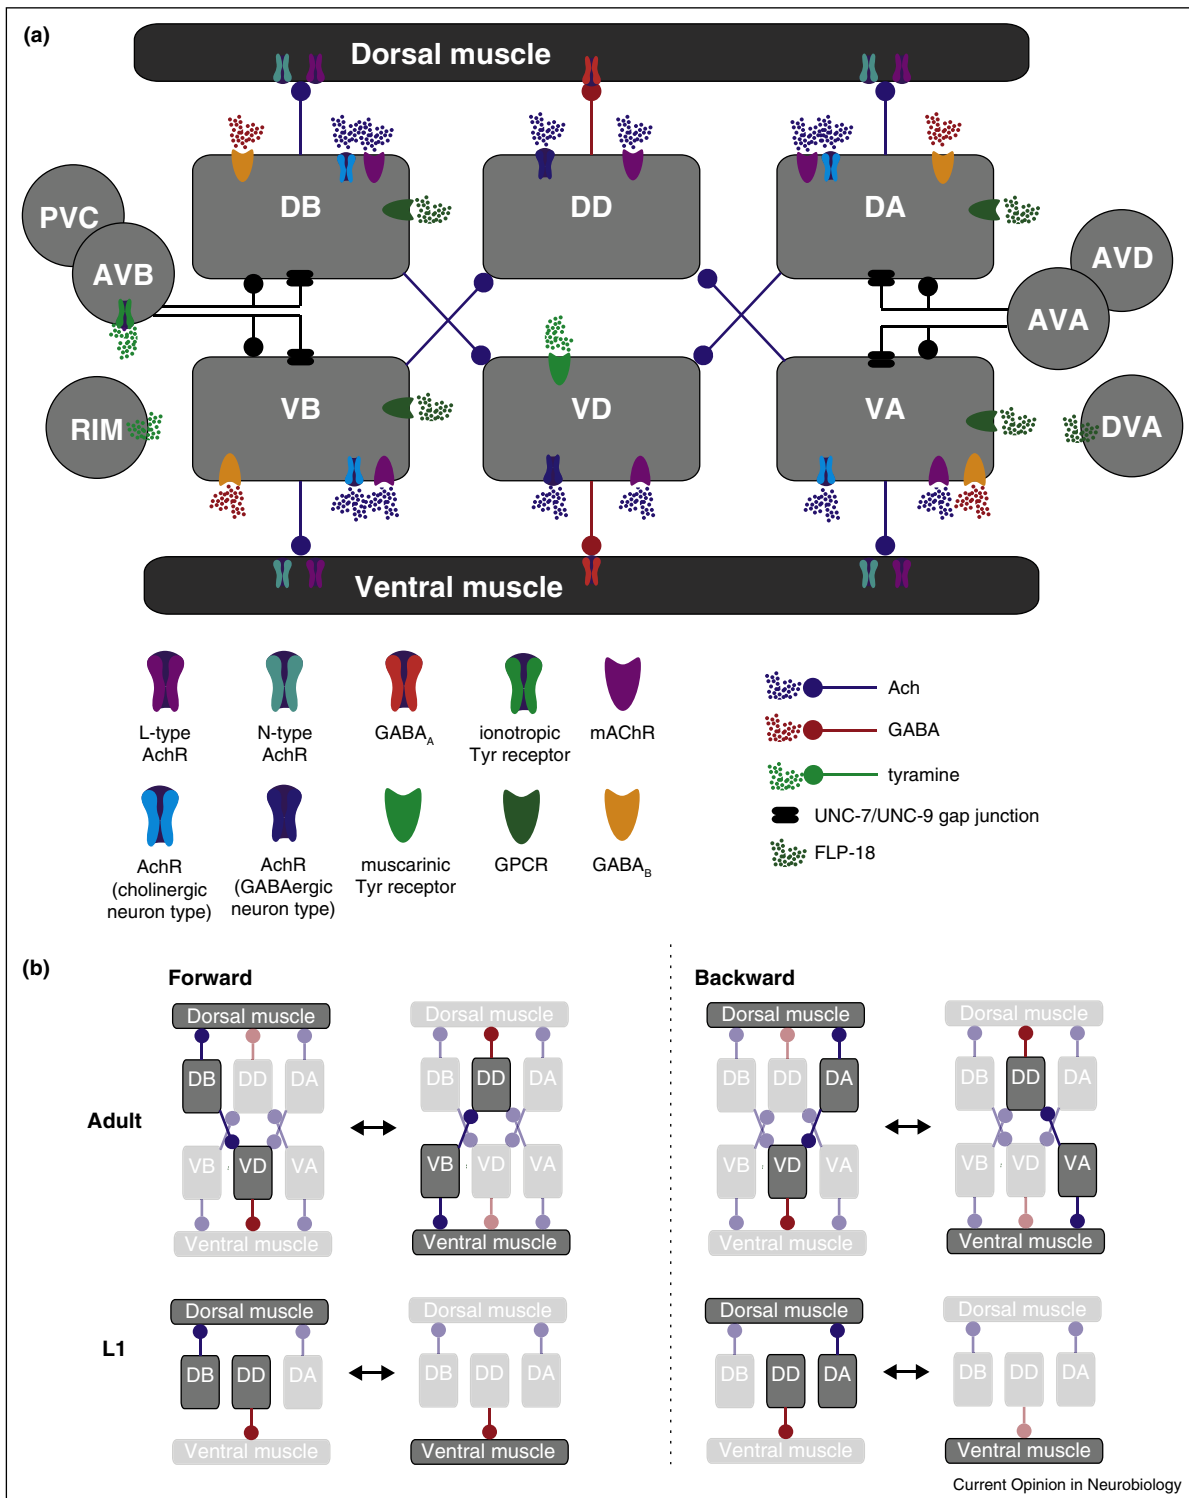 (a)
Dorsal muscle
DB
DD
DA
PVC
AVB
AVD
AVA
VB
VD
VA
RIM
DVA
Ventral muscle
L-type
AchR
N-type
AchR
GABAA
ionotropic
Tyr receptor
mAChR
AchR
(cholinergic
neuron type)
AchR
(GABAergic
neuron type)
muscarinic
Tyr receptor
GPCR
GABAB
Ach
GABA
tyramine
UNC-7/UNC-9 gap junction
FLP-18
(b)
Forward
Backward
Adult
Dorsal muscle
DB DD DA
VB VD VA
Ventral muscle
Dorsal muscle
DB DD DA
VB VD VA
Ventral muscle
Dorsal muscle
DB DD DA
VB VD VA
Ventral muscle
Dorsal muscle
DB DD DA
VB VD VA
Ventral muscle
L1
Dorsal muscle
DB DD DA
Ventral muscle
Dorsal muscle
DB DD DA
Ventral muscle
Dorsal muscle
DB DD DA
Ventral muscle
Dorsal muscle
DB DD DA
Ventral muscle
Current Opinion in Neurobiology